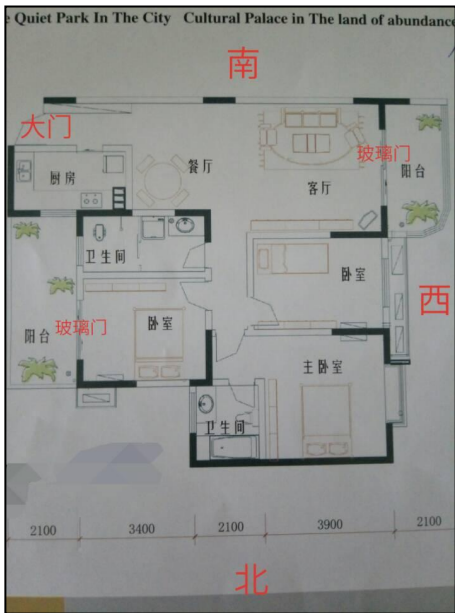 e Quiet Park In The City Cultural Palace in The land of abundance
南
大门
餐厅
玻璃门
厨房
客厅
阳台
卫生间
卧室
西
卧室
玻璃门
阳台
主卧室
卫生间
2100 3400 2100 3900 2100
北